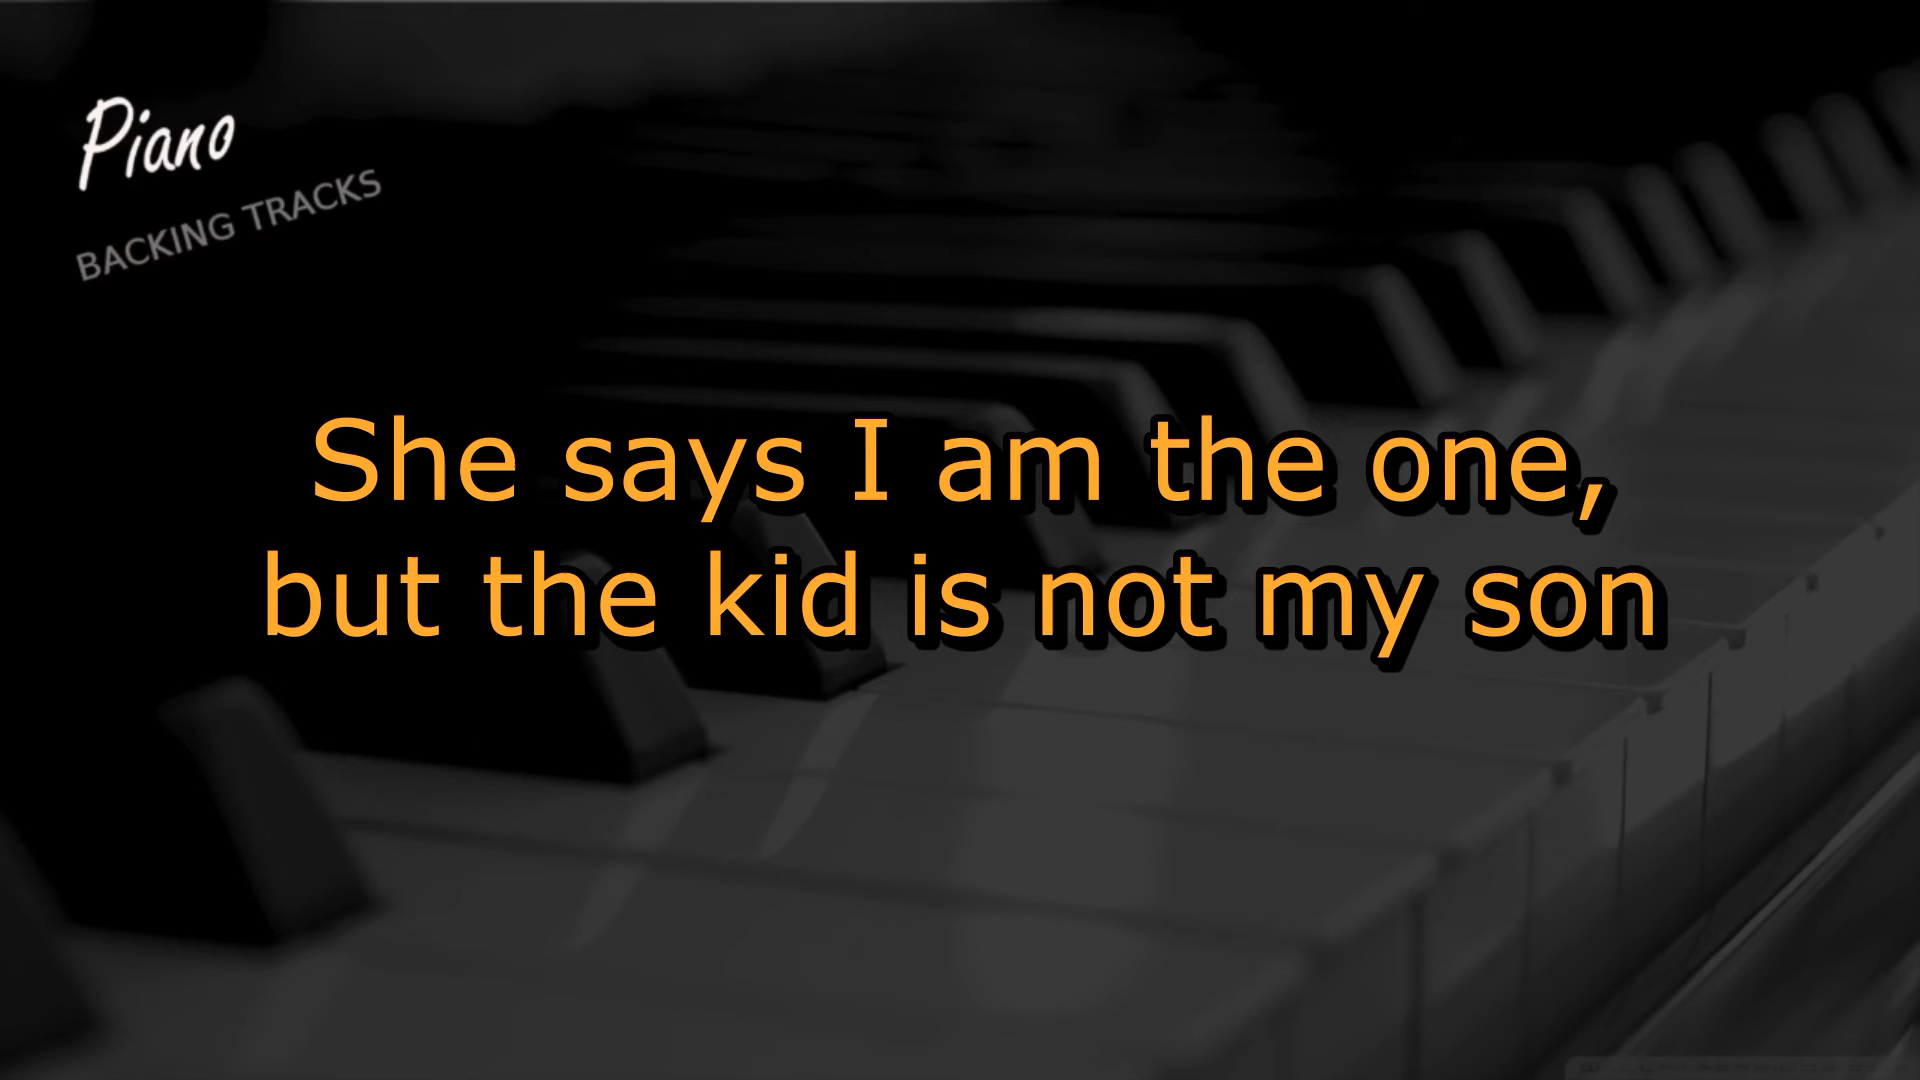 Piano
BACKING TRACKS
She says I am the one,
but the kid is not my son